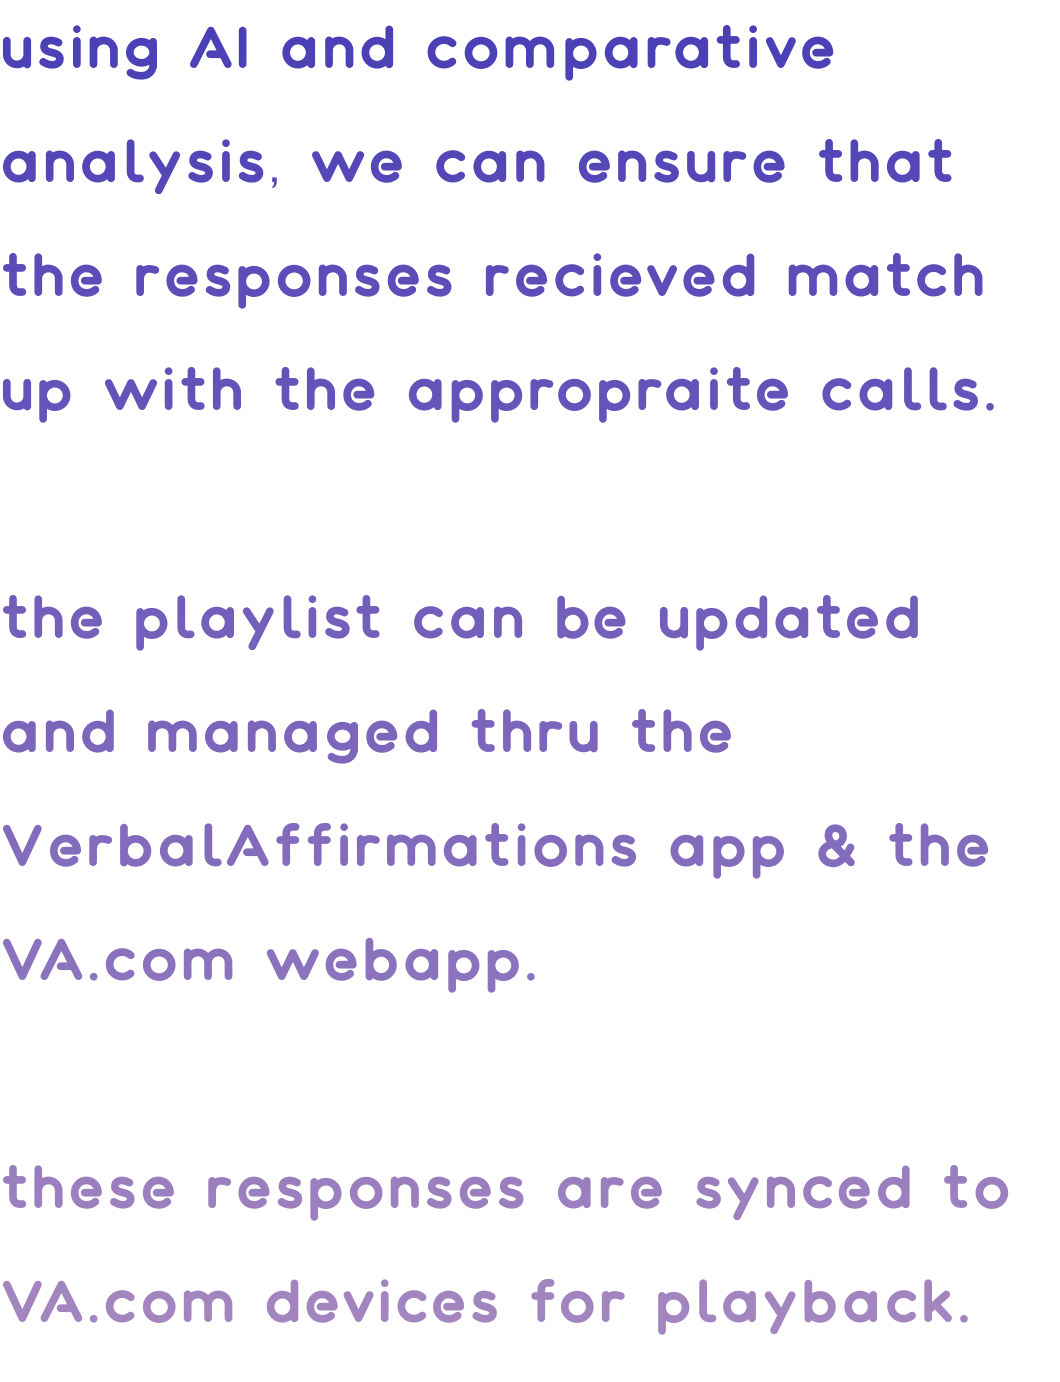 using AI and comparative
analysis, we can ensure that
the responses recieved match
up with the appropraite calls.
the playlist can be updated
and managed thru the
VerbalAffirmations app & the
VA.com webapp.
these responses are synced to
VA.com devices for playback.